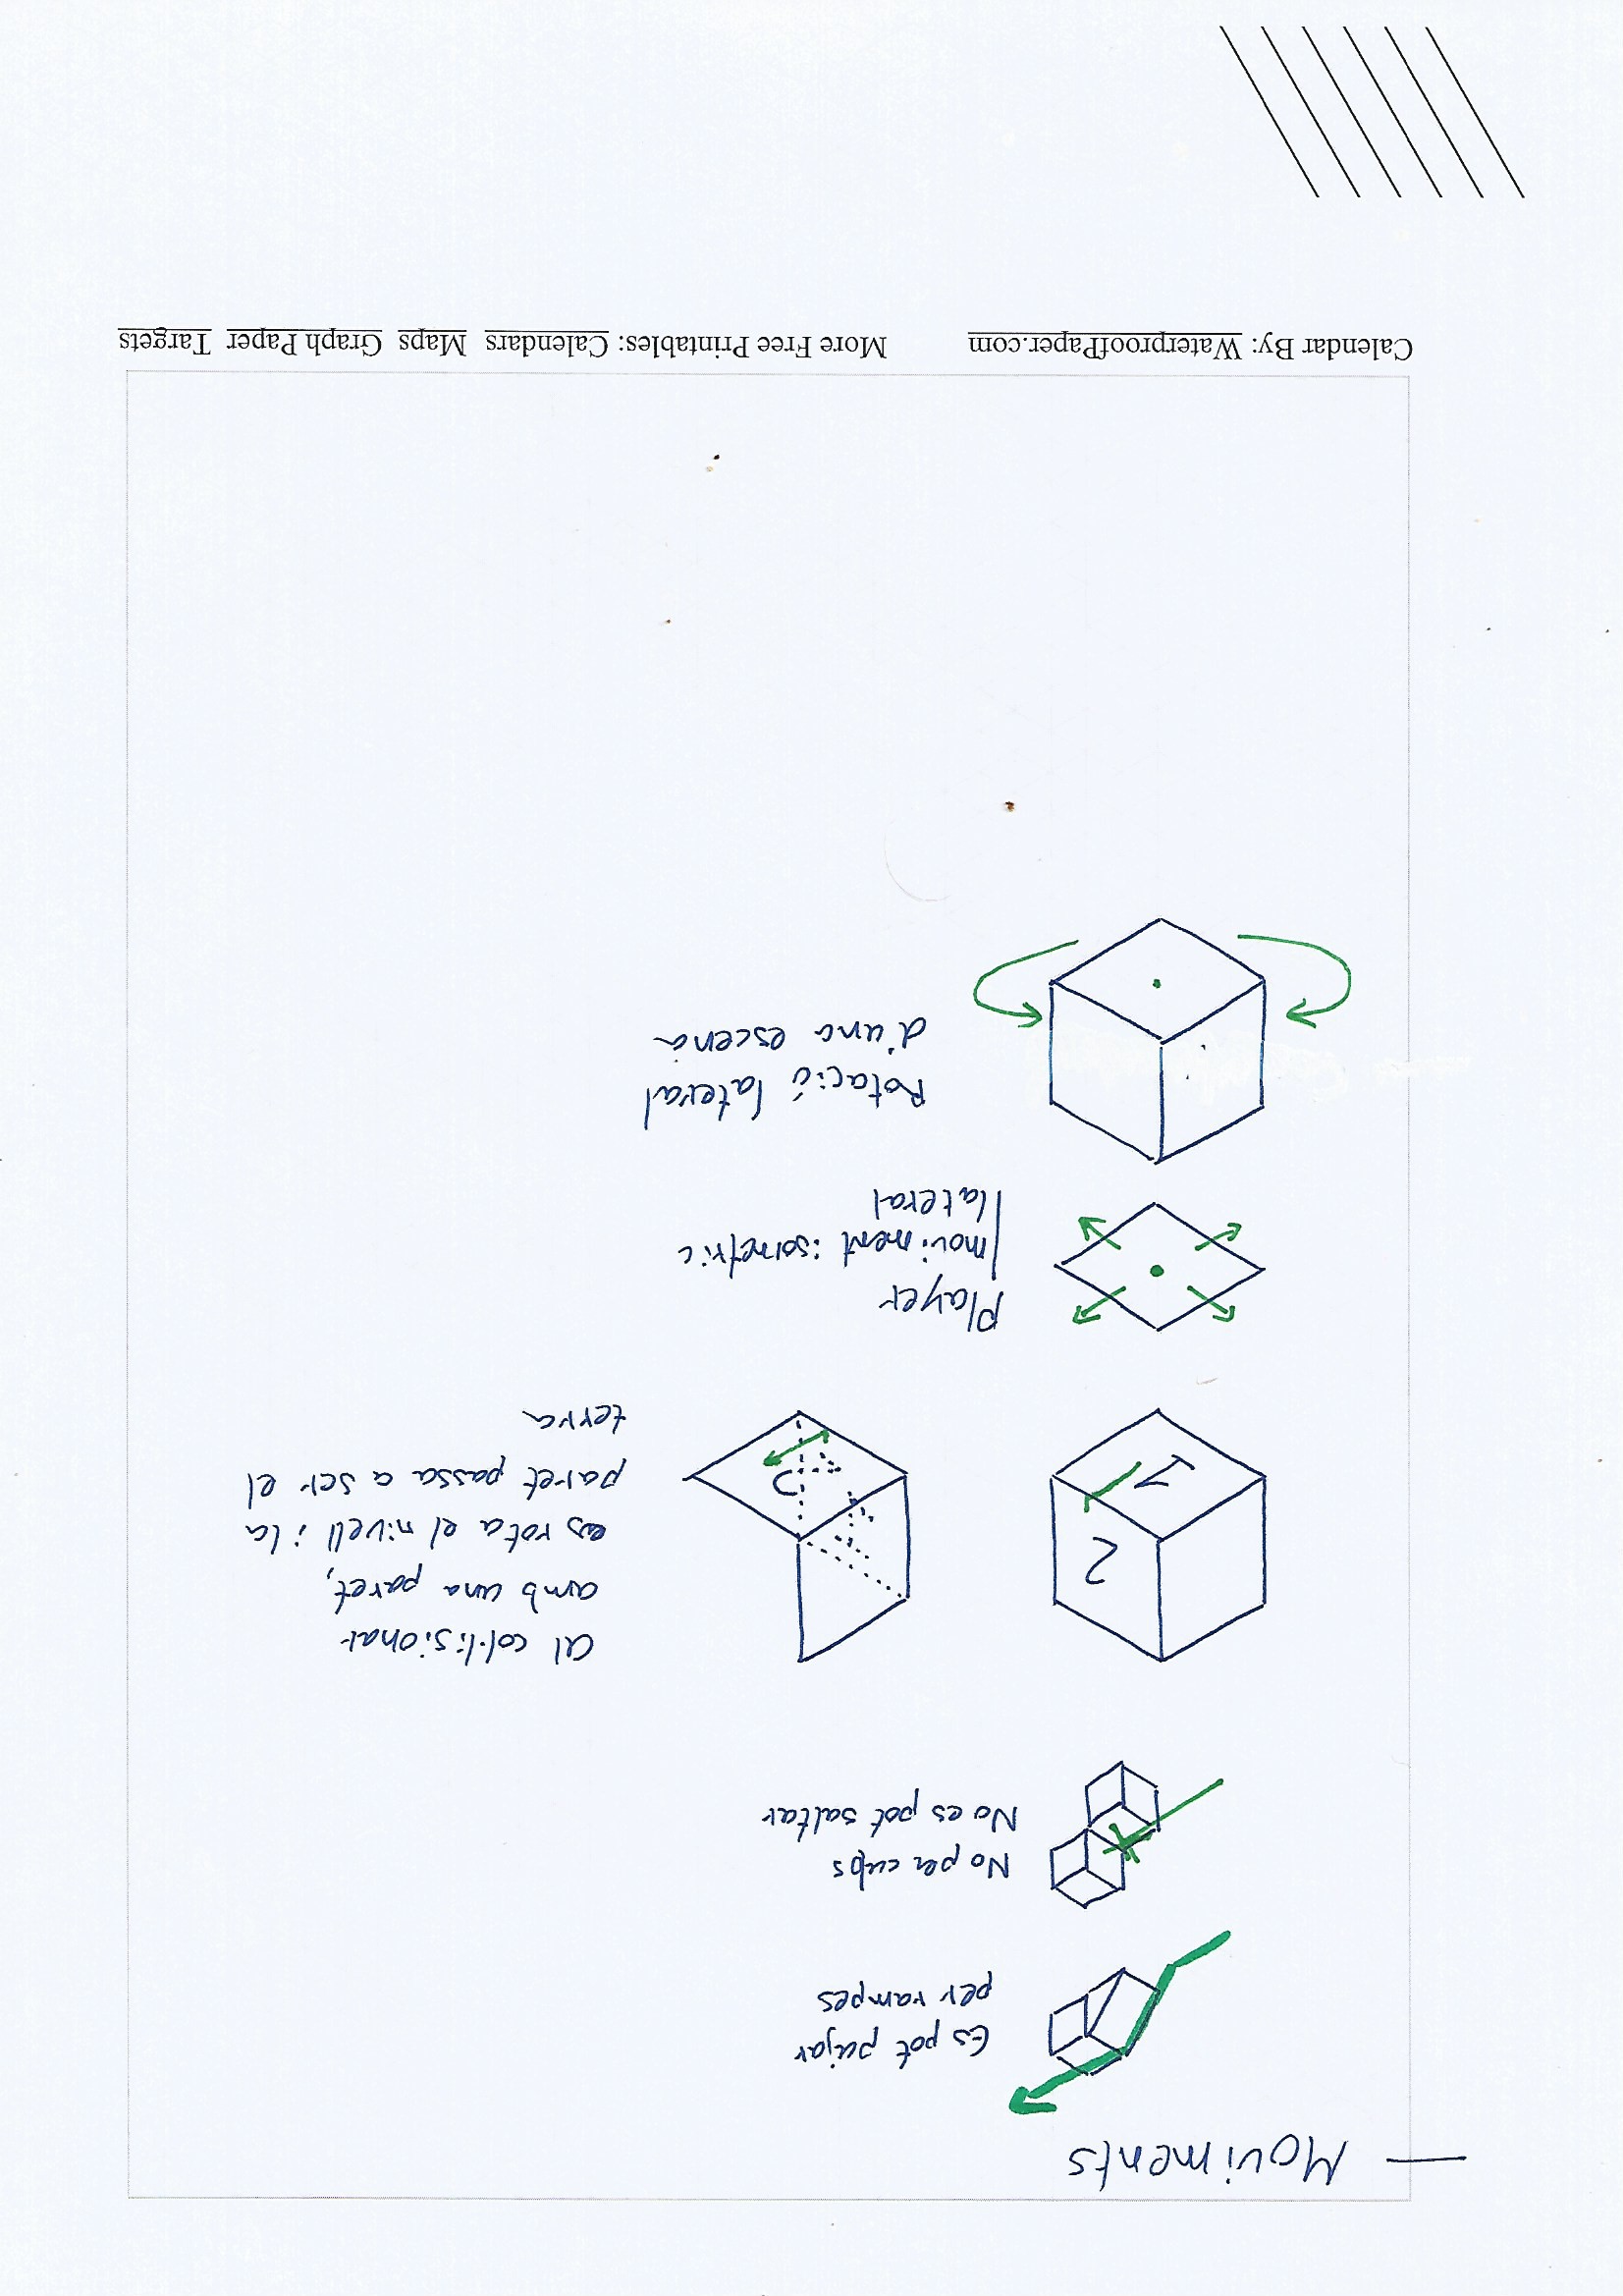 — Moviments
Es pot pujar
per rampes
No per cubs
No es pot saltar
1
2
Al col·lisionar
amb una paret,
es rota el nivell i la
paret passa a ser el
terra
Player
moviment isometric
lateral
Rotació lateral
d'una escena
Calendar By: WaterproofPaper.com
More Free Printables: Calendars Maps Graph Paper Targets